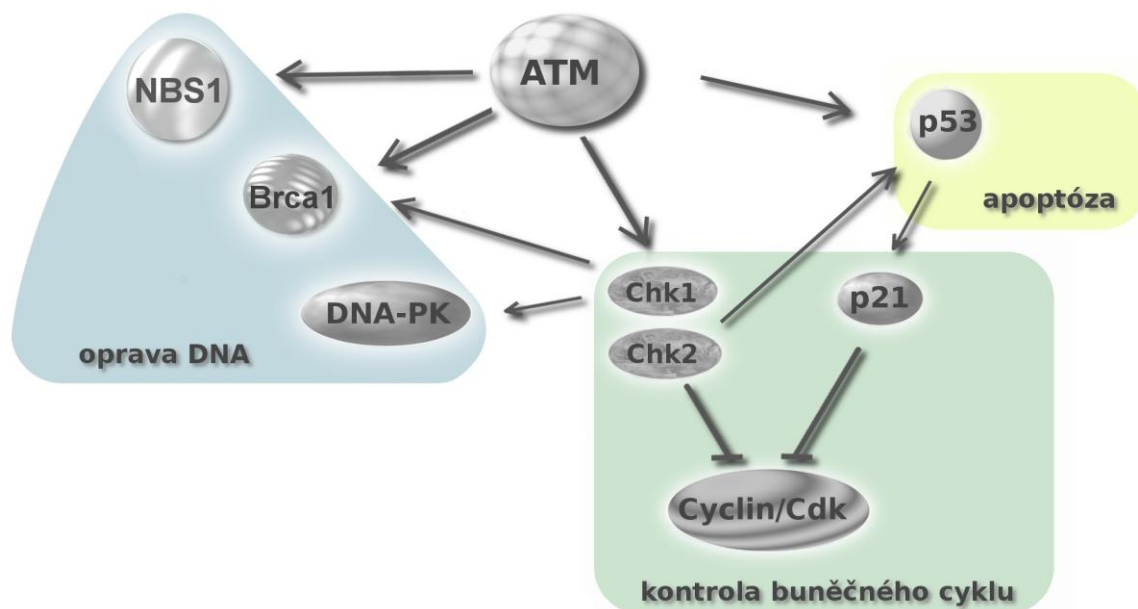 ATM
NBS1
p53
Brca1
apoptóza
Chk1
p21
DNA-PK
Chk2
oprava DNA
Cyclin/Cdk
kontrola buněčného cyklu